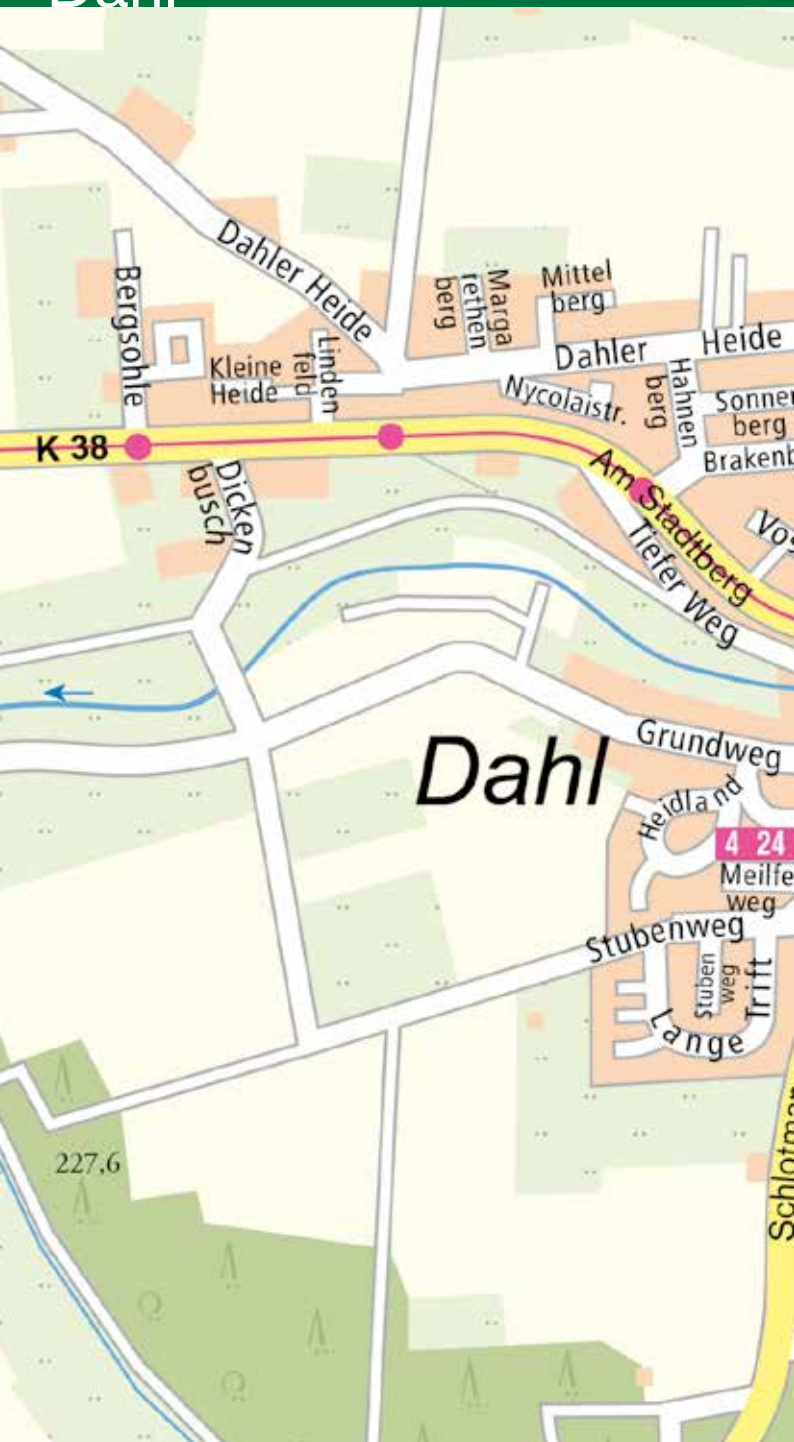 Dahl
Dahler Heide
Bergsohle
Kleine
Heide
Linden
feld
Marga
rethen
berg
Mittel
berg
Dahler Heide
Nycolaistr.
Hahnen
berg
Sonner
berg
Brakenb
K 38
Am Stadtberg
Dicken
busch
Tiefer Weg
Dahl
Grundweg
Heidland
4 24
Meilfe
weg
Stubenweg
Stuben
weg
Trift
Lange
227,6